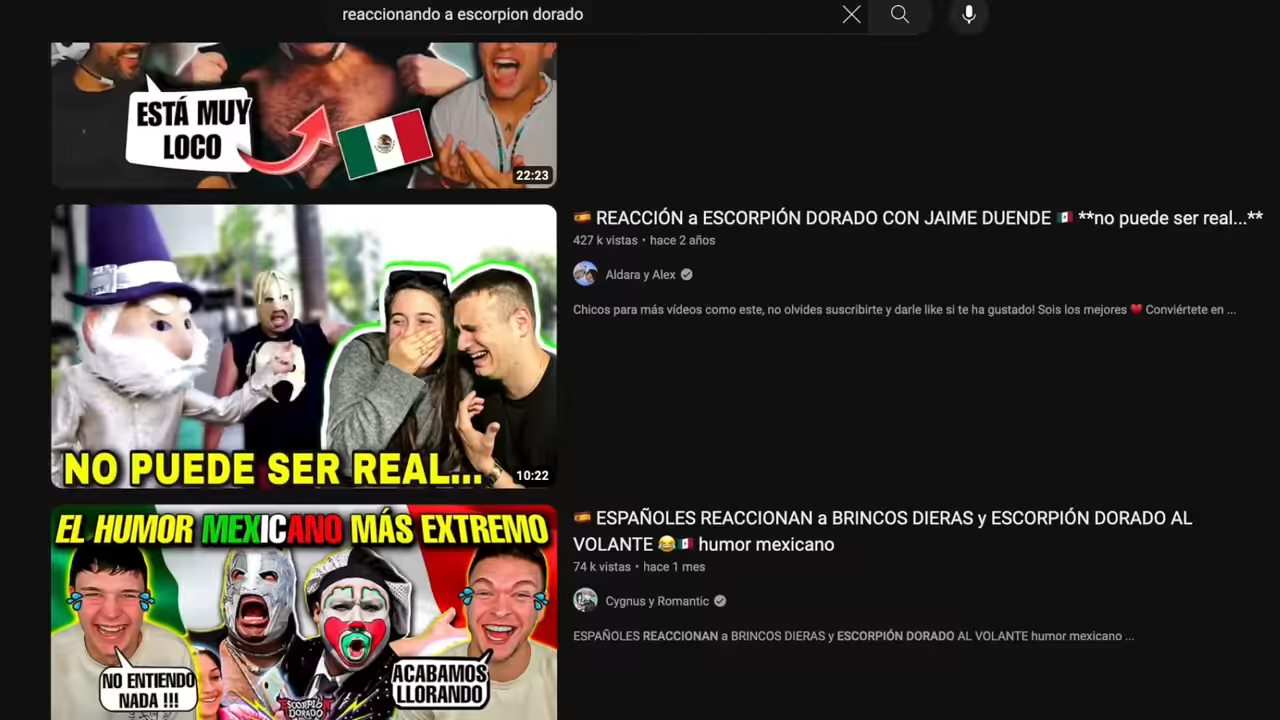 reaccionando a escorpion dorado
ESTÁ MUY
LOCO
22:23
REACCIÓN a ESCORPIÓN DORADO CON JAIME DUENDE **no puede ser real...**
427 k vistas • hace 2 años
Aldara y Alex
Chicos para más vídeos como este, no olvides suscribirte y darle like si te ha gustado! Sois los mejores ❤ Conviértete en ...
NO PUEDE SER REAL...
10:22
EL HUMOR MEXICANO MÁS EXTREMO
NO ENTIENDO
NADA !!!
ACABAMOS
LLORANDO
ESCORPIÓN
DORADO
ESPAÑOLES REACCIONAN a BRINCOS DIERAS y ESCORPIÓN DORADO AL
VOLANTE 😂🇲🇽 humor mexicano
74 k vistas • hace 1 mes
Cygnus y Romantic
ESPAÑOLES REACCIONAN a BRINCOS DIERAS y ESCORPIÓN DORADO AL VOLANTE humor mexicano ...